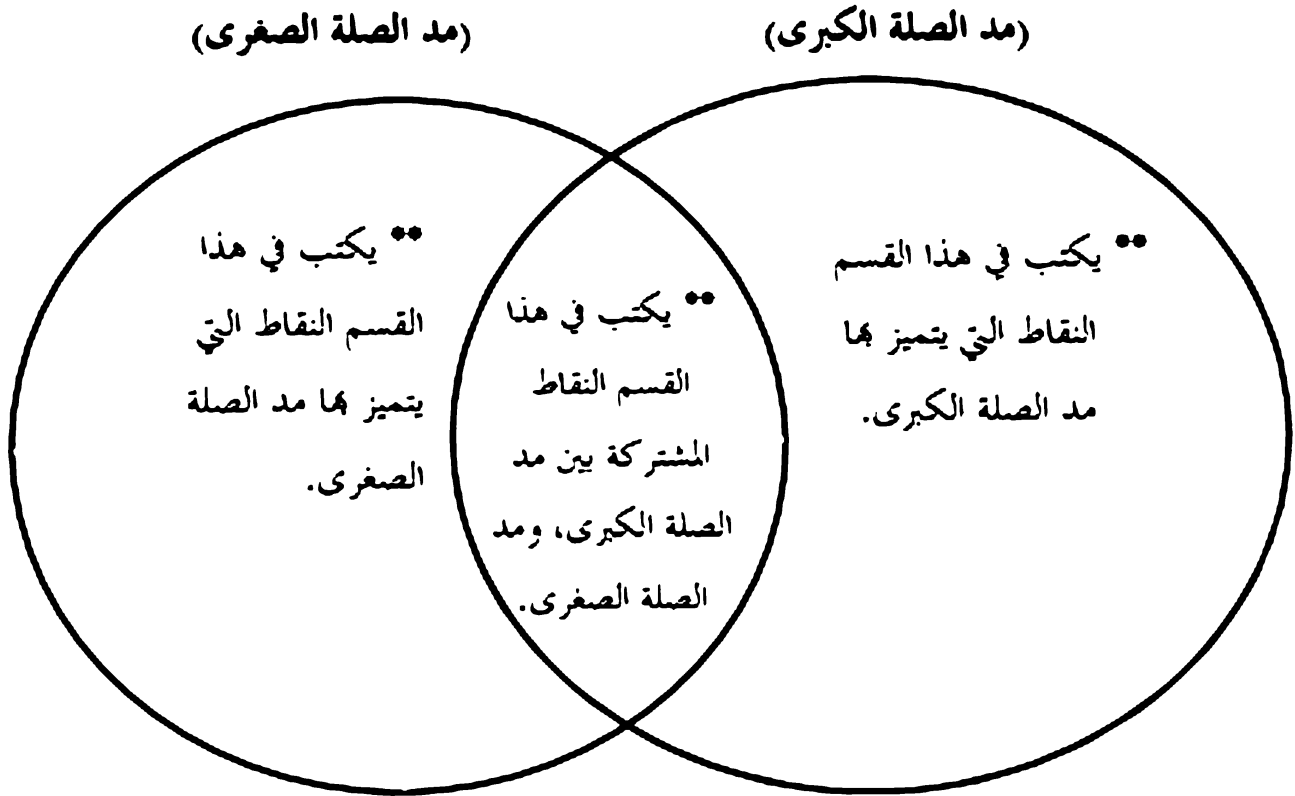 (مد الصلة الكبرى)
(مد الصلة الصغرى)
** يكتب في هذا القسم
النقاط التي يتميز بها
مد الصلة الكبرى.
** يكتب في هذا
القسم النقاط
المشتركة بين مد
الصلة الكبرى، ومد
الصلة الصغرى.
** يكتب في هذا
القسم النقاط التي
يتميز بها مد الصلة
الصغرى.